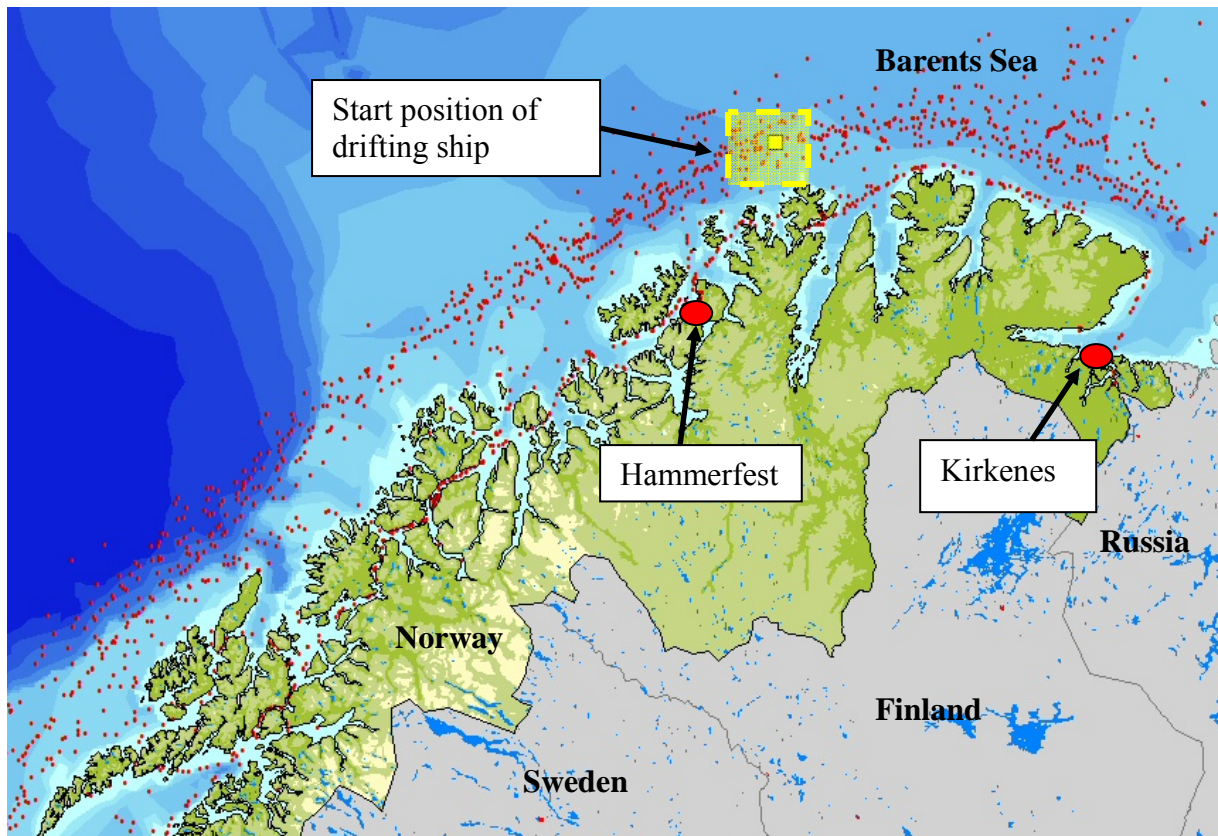 Barents Sea
Start position of
drifting ship
Hammerfest
Kirkenes
Russia
Norway
Finland
Sweden